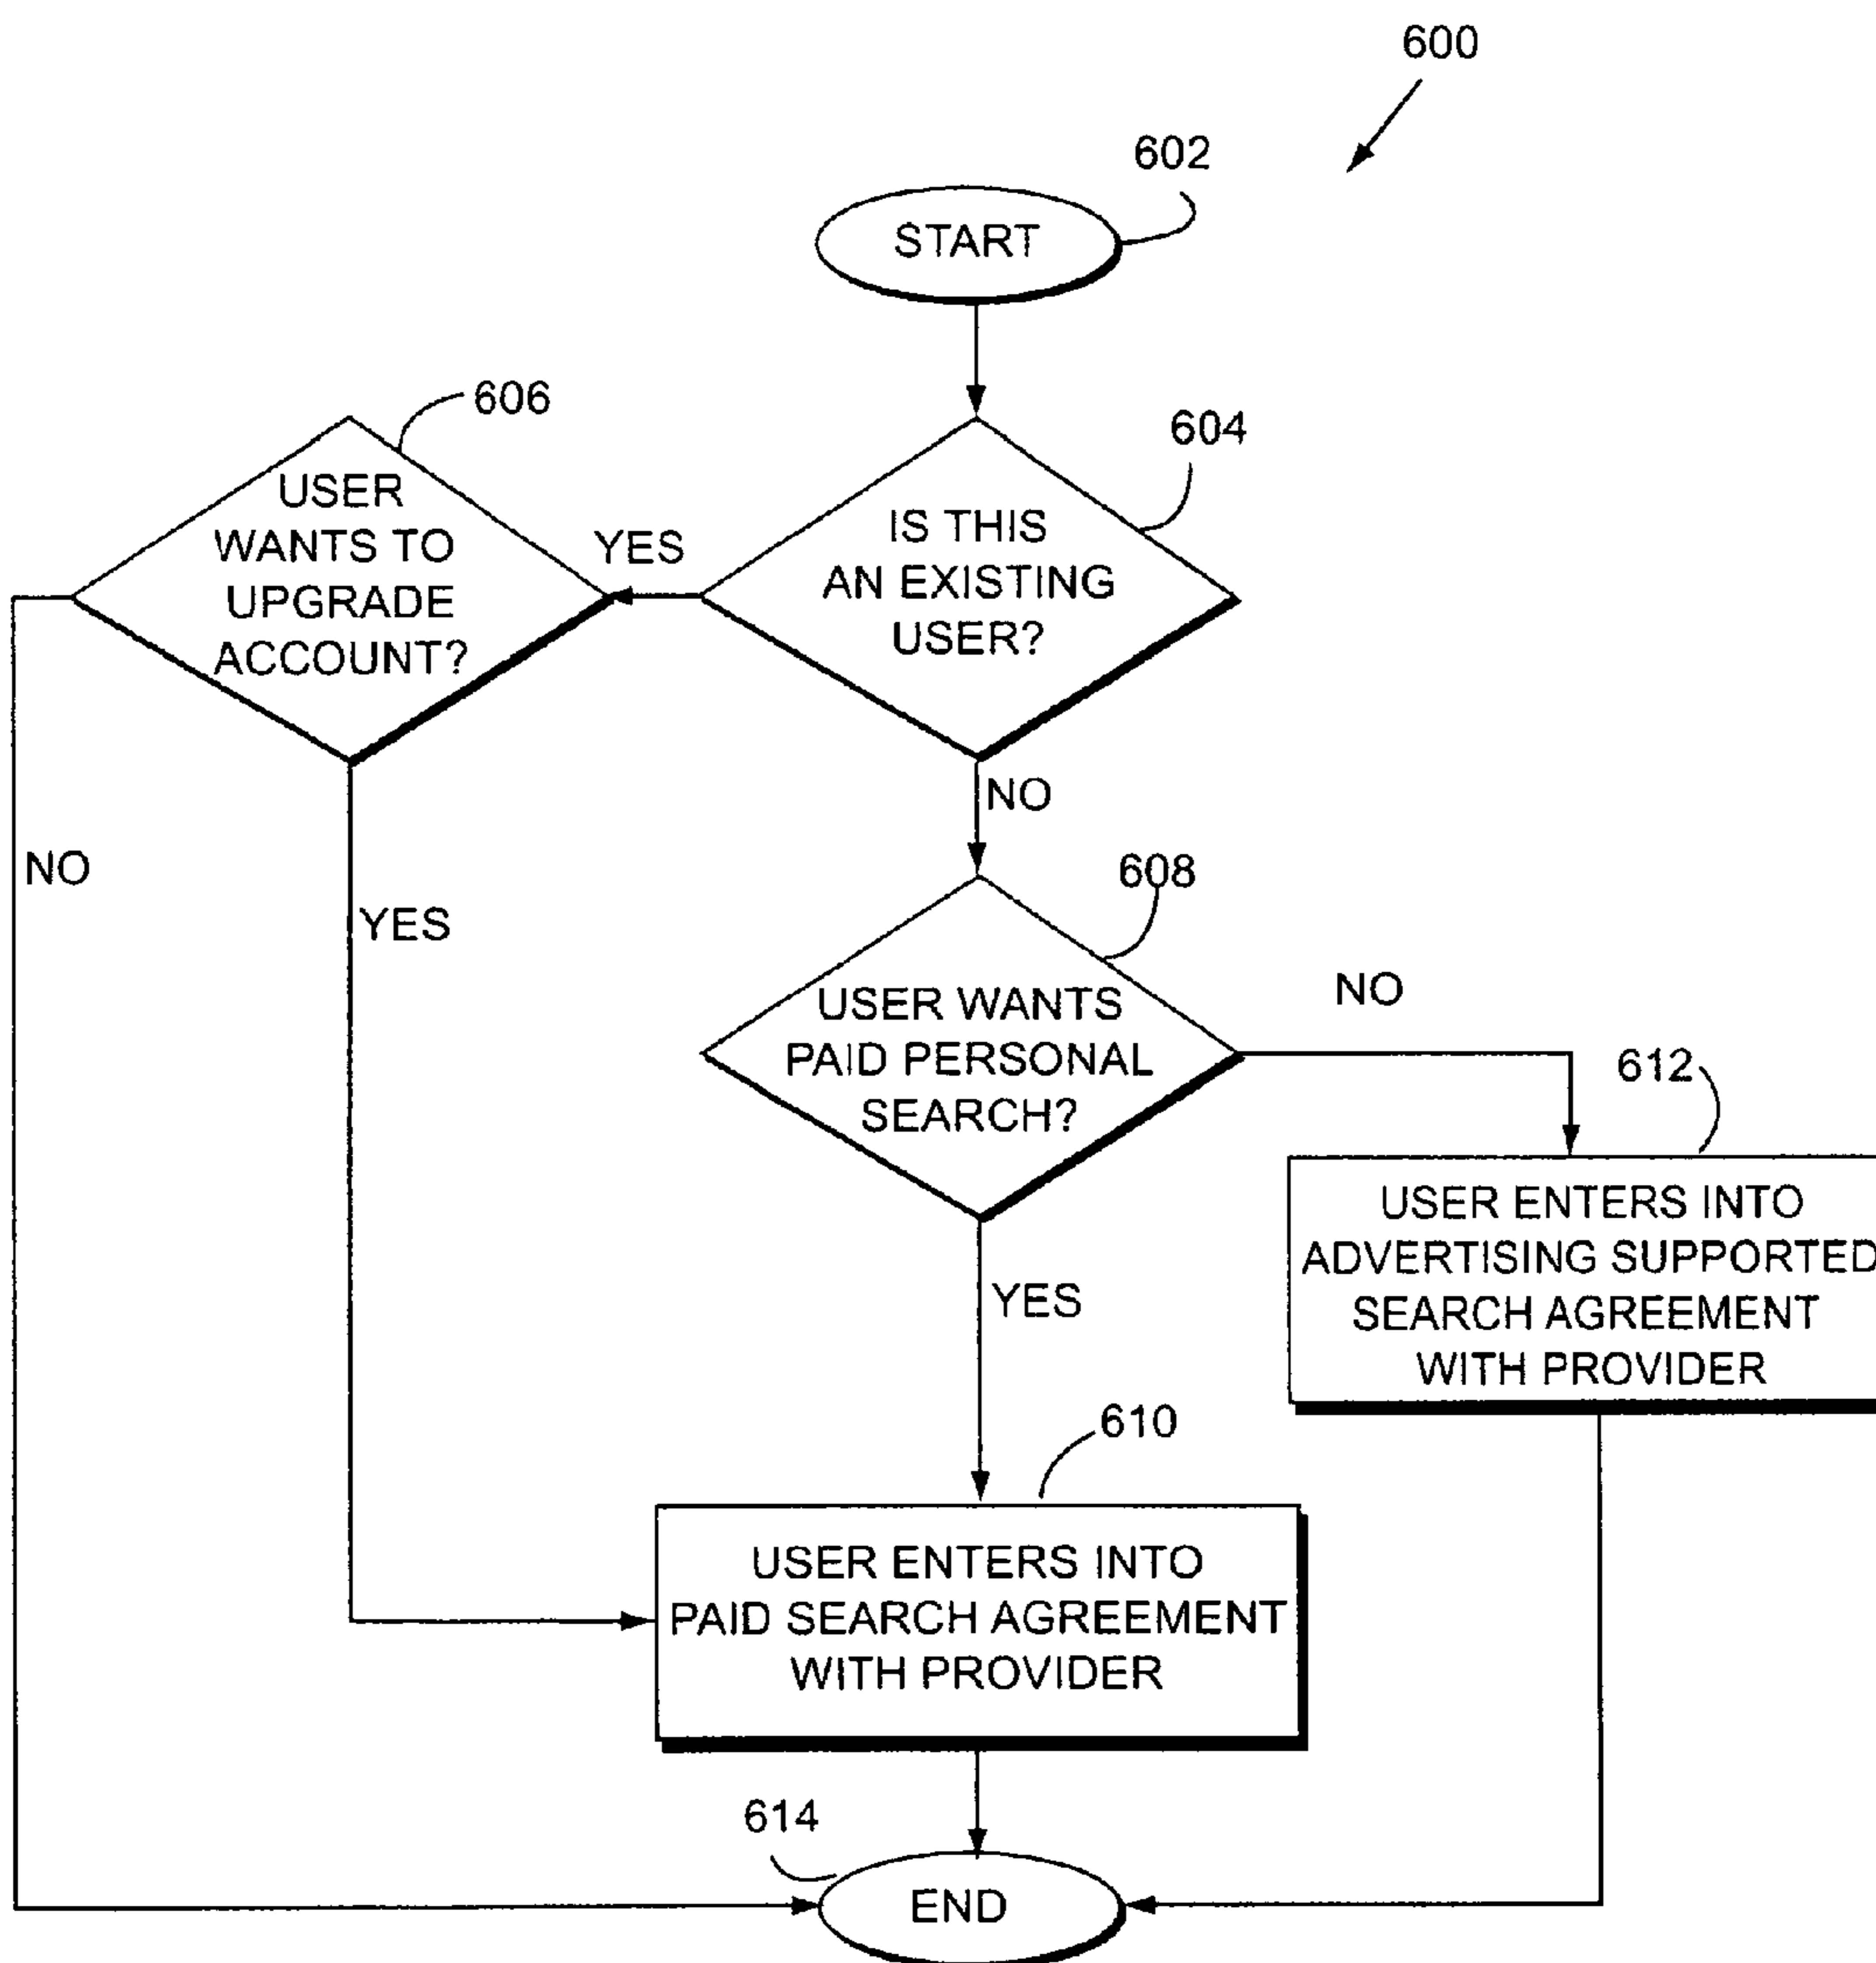 600
602
START
606
604
USER
WANTS TO
UPGRADE
ACCOUNT?
YES
IS THIS
AN EXISTING
USER?
NO
NO
YES
608
USER WANTS
PAID PERSONAL
SEARCH?
NO
612
USER ENTERS INTO
ADVERTISING SUPPORTED
SEARCH AGREEMENT
WITH PROVIDER
YES
610
USER ENTERS INTO
PAID SEARCH AGREEMENT
WITH PROVIDER
614
END